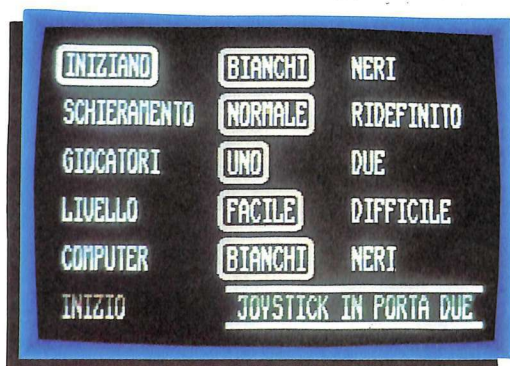 INIZIANO BIANCHI NERI
SCHIERAMENTO NORMALE RIDEFINITO
GIOCATORI UNO DUE
LIVELLO FACILE DIFFICILE
COMPUTER BIANCHI NERI
INIZIO JOYSTICK IN PORTA DUE